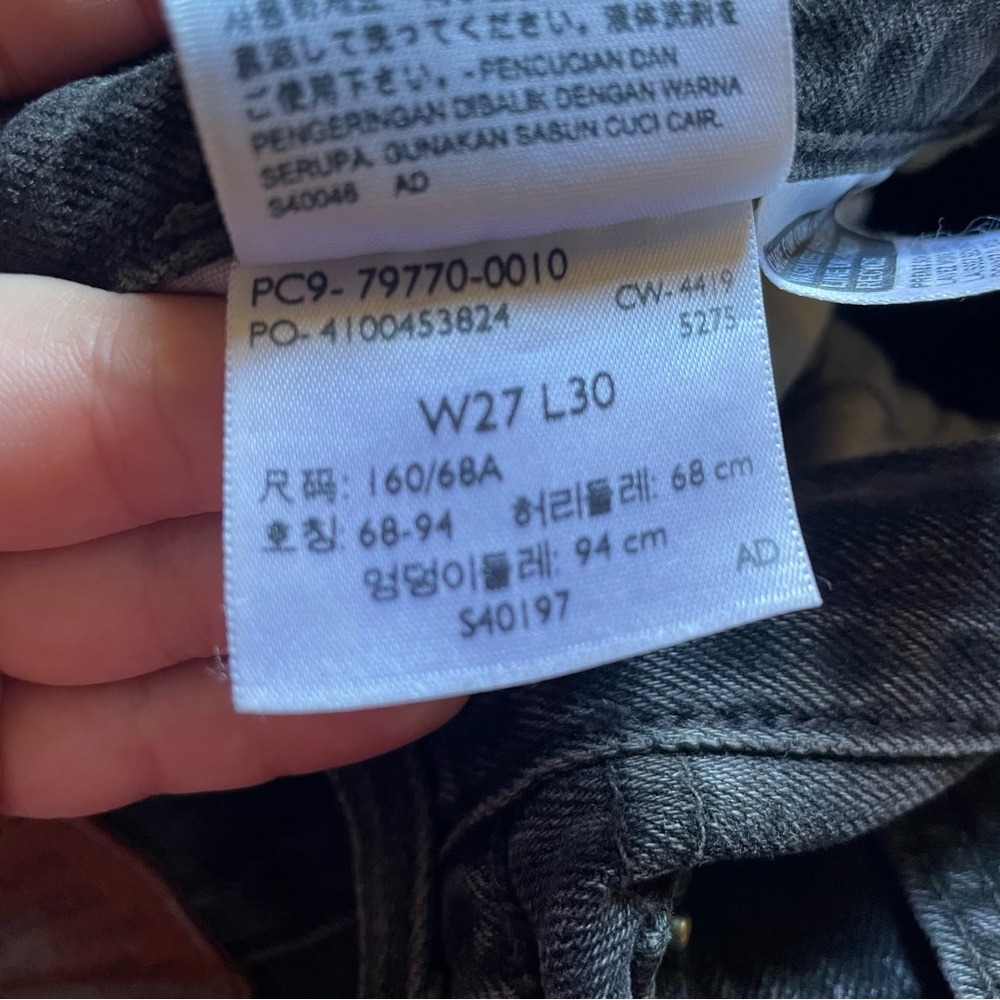 裏返して洗ってください。液体洗剤を
ご使用下さい。-PENCUCIAN DAN
PENGERINGAN DIBALIK DENGAN WARNA
SERUPA. GUNAKAN SABUN CUCI CAIR.
S40046 AD
PC9- 79770-0010
PO- 4100453824 CW- 4419
5275
W27 L30
尺码: 160/68A
호칭: 68-94 허리둘레: 68 cm
엉덩이둘레: 94 cm AD
S40197